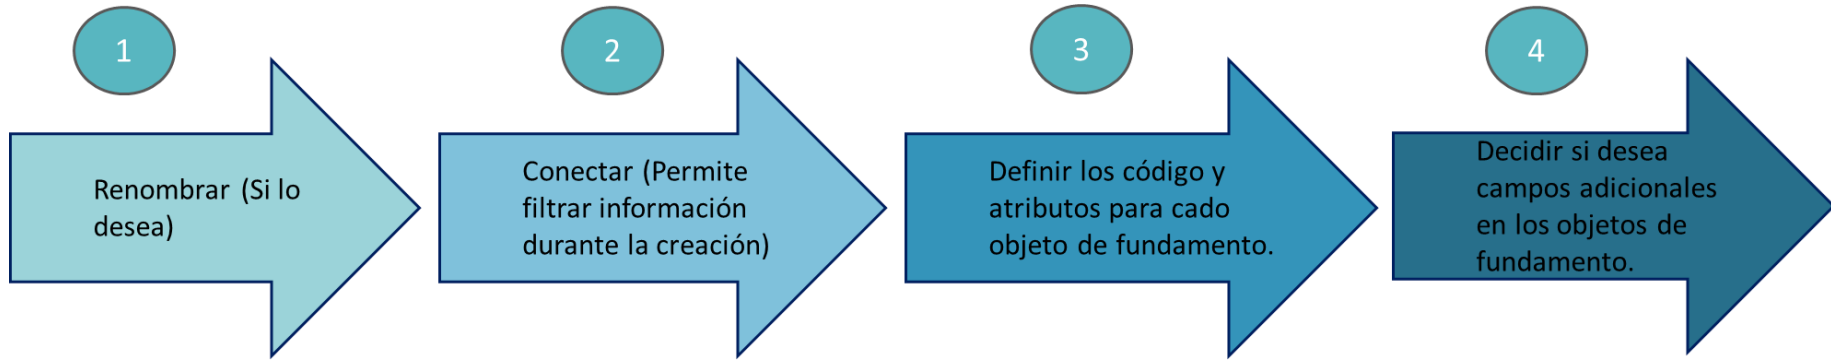 1
Renombrar (Si lo
desea)
2
Conectar (Permite
filtrar información
durante la creación)
3
Definir los código y
atributos para cado
objeto de fundamento.
4
Decidir si desea
campos adicionales
en los objetos de
fundamento.